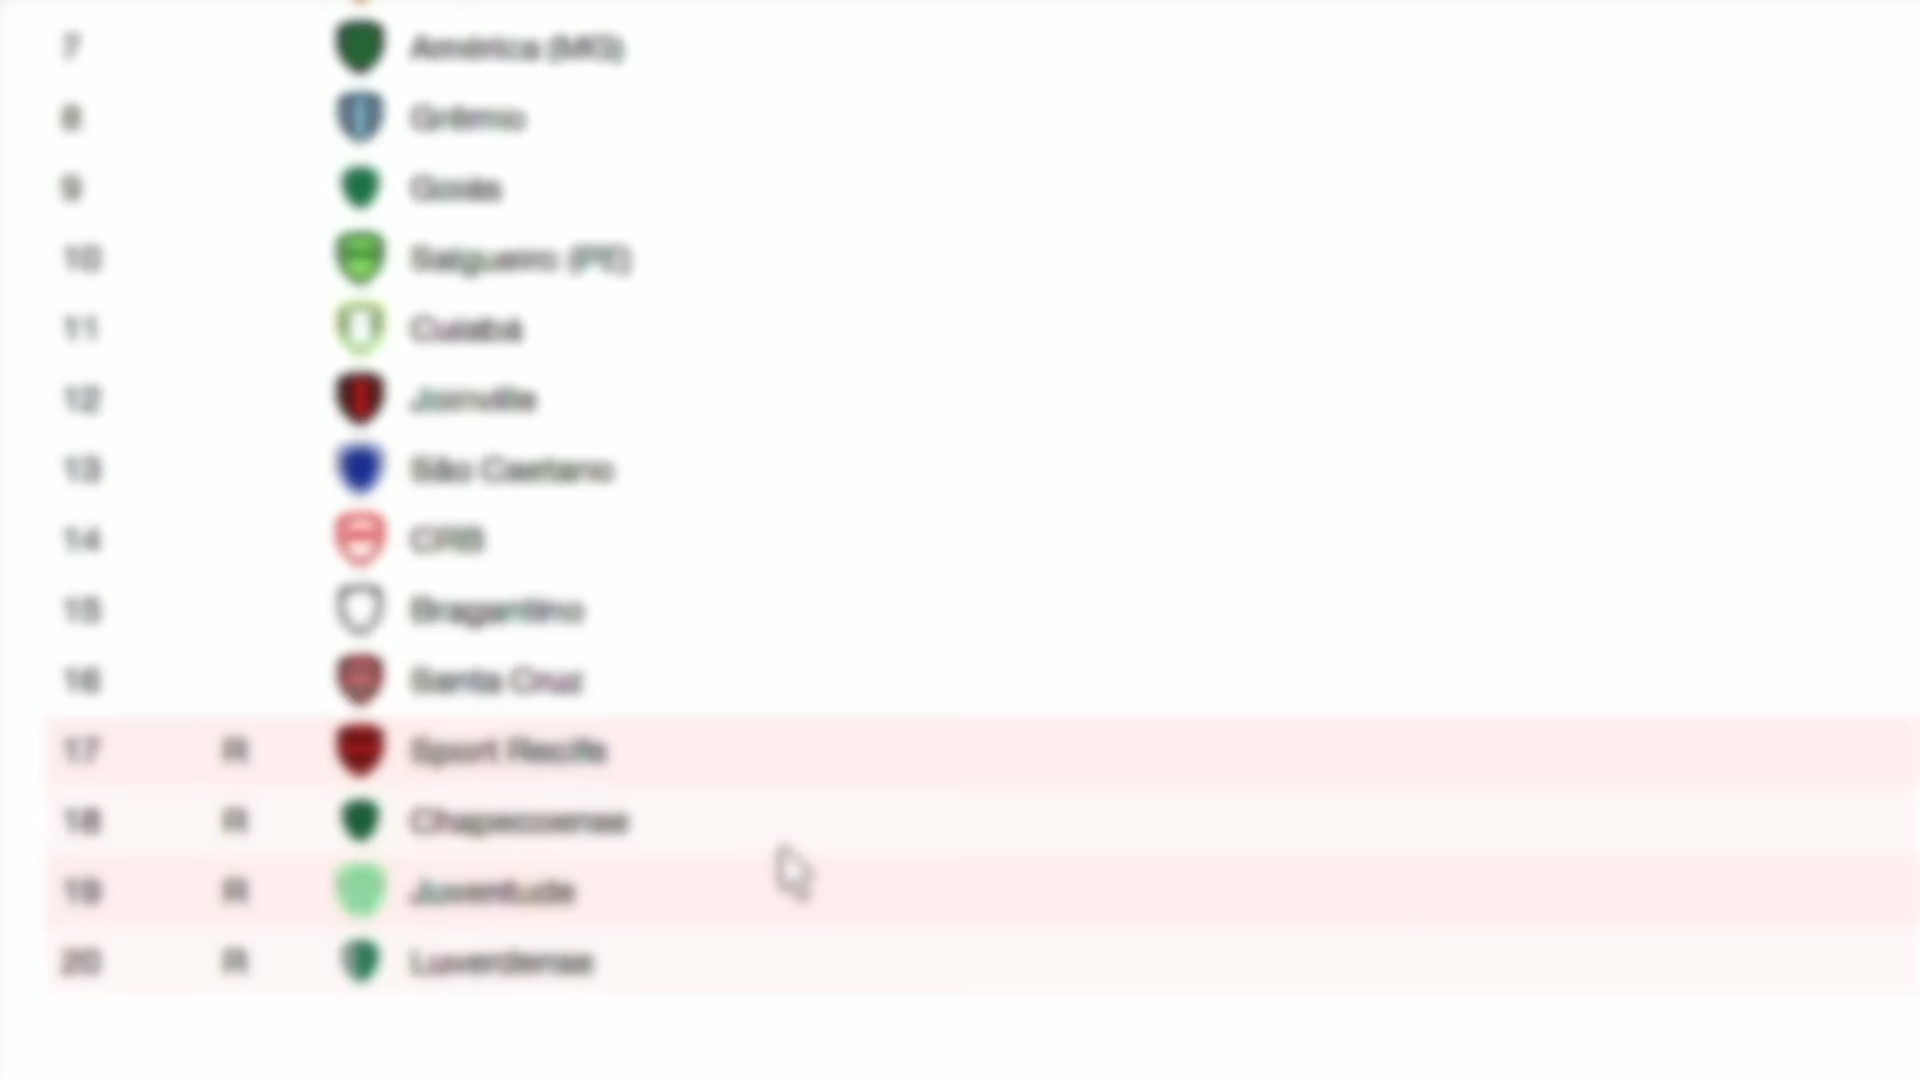 7 América (MG)
8 Grêmio
9 Goiás
10 Salgueiro (PE)
11 Cuiabá
12 Joinville
13 São Caetano
14 CRB
15 Bragantino
16 Santa Cruz
17 R Sport Recife
18 R Chapecoense
19 R Juventude
20 R Luverdense